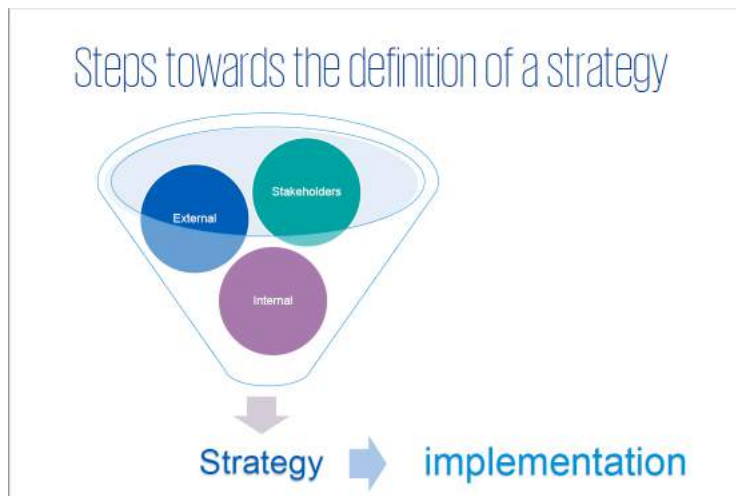 Steps towards the definition of a strategy
Stakeholders
External
Internal
Strategy
implementation